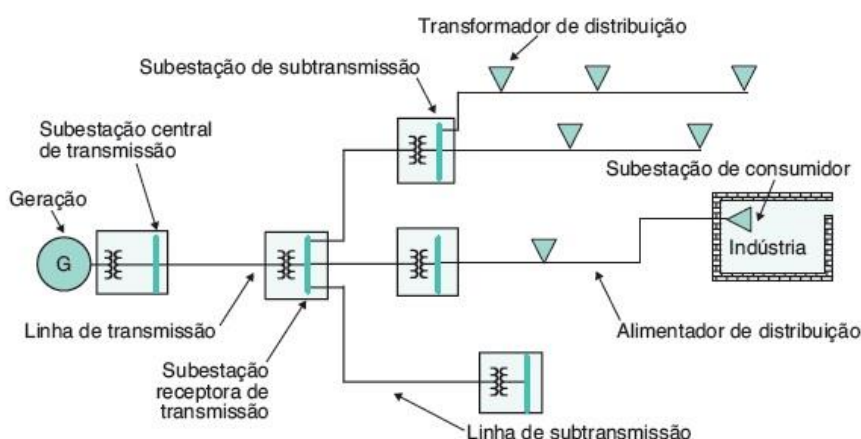 Transformador de distribuição
Subestação de subtransmissão
Subestação central
de transmissão
Subestação de consumidor
Geração
G
Indústria
Linha de transmissão
Alimentador de distribuição
Subestação
receptora de
transmissão
Linha de subtransmissão